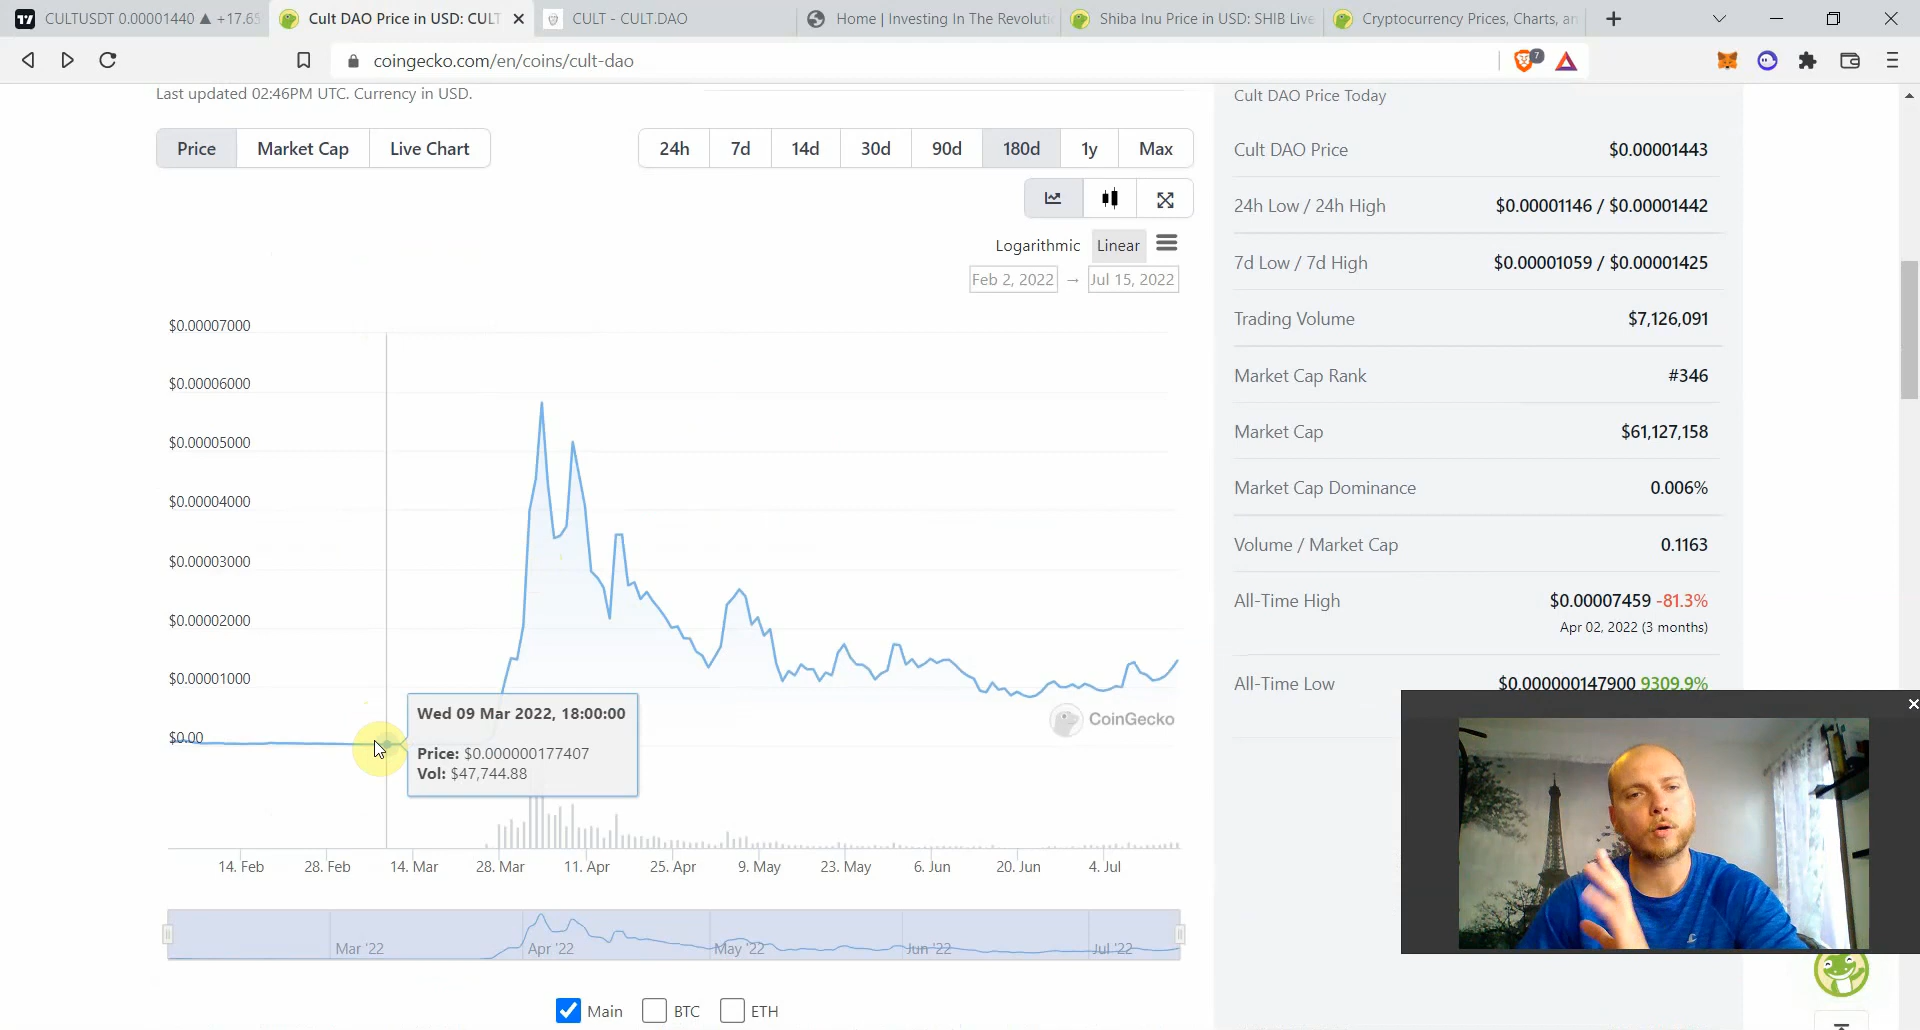 CULTUSDT 0.00001440 ▲ +17.65
Cult DAO Price in USD: CULT
CULT - CULT.DAO
Home | Investing In The Revoluti
Shiba Inu Price in USD: SHIB Live
Cryptocurrency Prices, Charts, an
coingecko.com/en/coins/cult-dao
7
Last updated 02:46PM UTC. Currency in USD.
Price
Market Cap
Live Chart
24h
7d
14d
30d
90d
180d
1y
Max
Logarithmic
Linear
Feb 2, 2022 → Jul 15, 2022
$0.00007000
$0.00006000
$0.00005000
$0.00004000
$0.00003000
$0.00002000
$0.00001000
$0.00
Wed 09 Mar 2022, 18:00:00
Price: $0.000000177407
Vol: $47,744.88
CoinGecko
14. Feb
28. Feb
14. Mar
28. Mar
11. Apr
25. Apr
9. May
23. May
6. Jun
20. Jun
4. Jul
Mar '22
Apr '22
May '22
Jun '22
Jul '22
Main
BTC
ETH
Cult DAO Price Today
Cult DAO Price $0.00001443
24h Low / 24h High $0.00001146 / $0.00001442
7d Low / 7d High $0.00001059 / $0.00001425
Trading Volume $7,126,091
Market Cap Rank #346
Market Cap $61,127,158
Market Cap Dominance 0.006%
Volume / Market Cap 0.1163
All-Time High $0.00007459 -81.3%
Apr 02, 2022 (3 months)
All-Time Low $0.000000147900 9309.9%